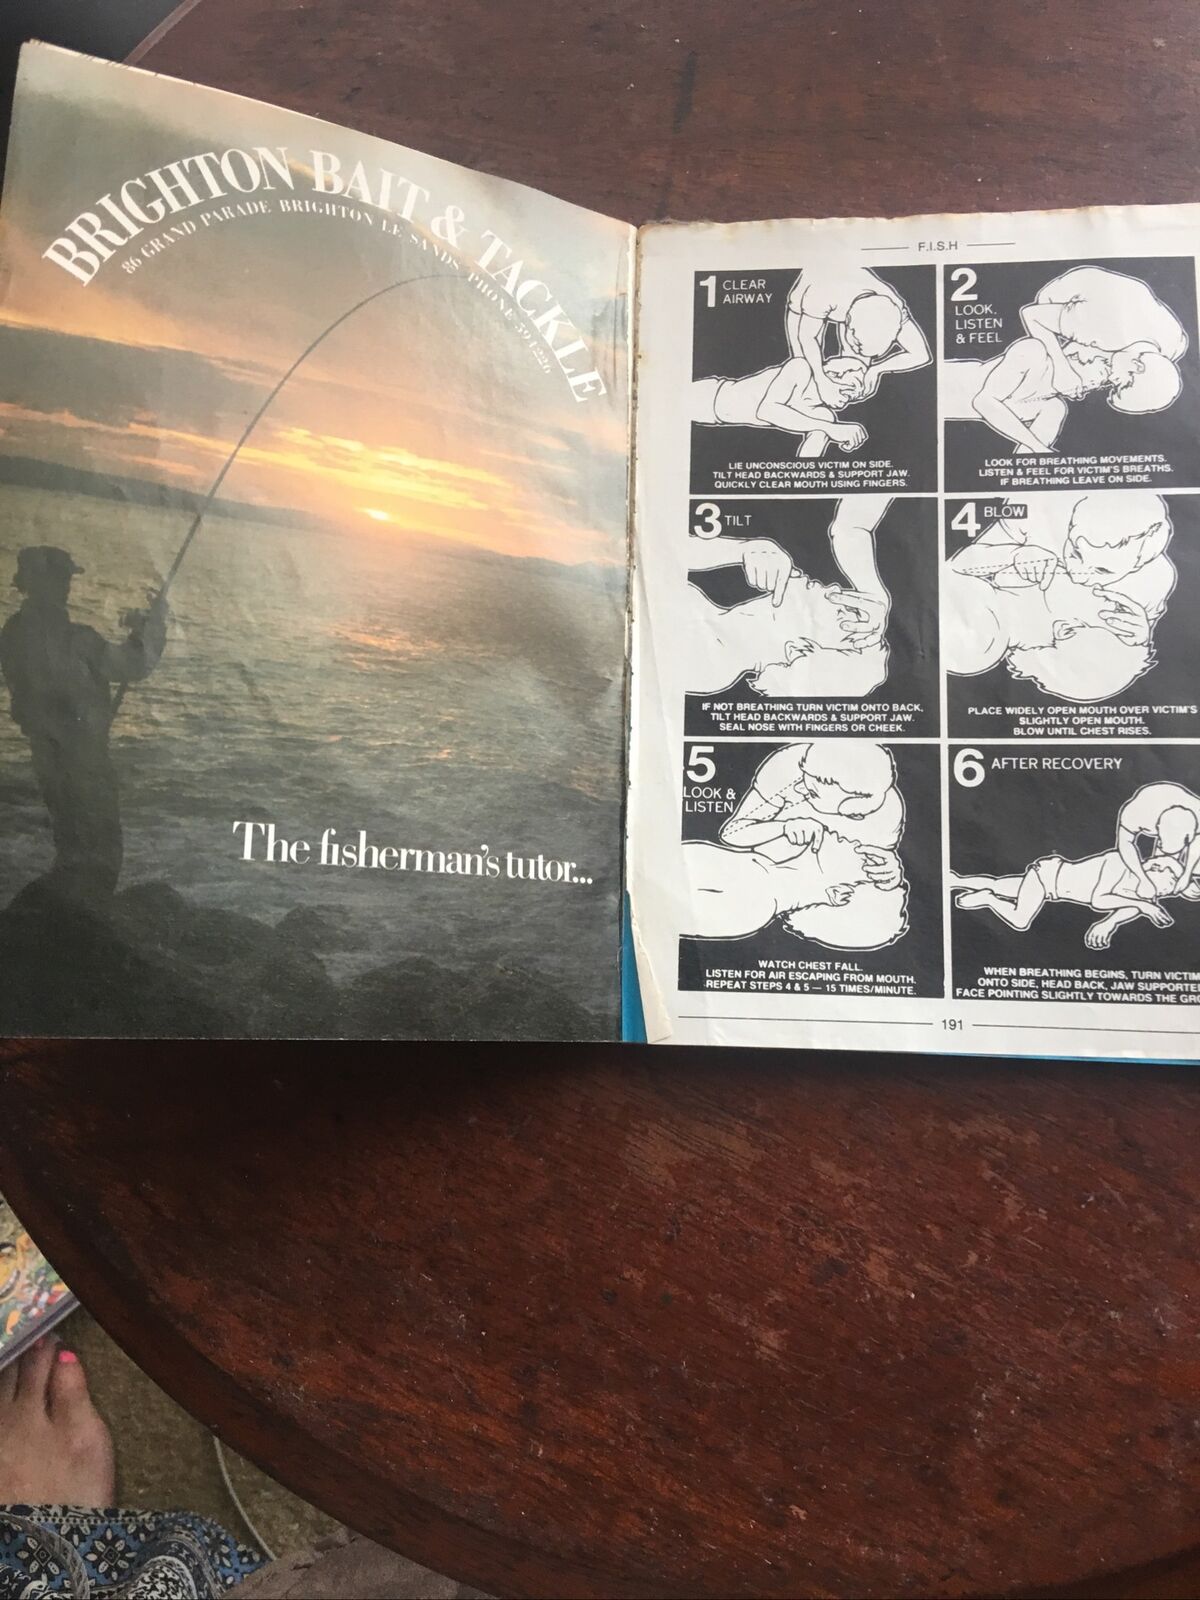 BRIGHTON BAIT & TACKLE
86 GRAND PARADE BRIGHTON LE SANDS PHONE
The fisherman's tutor...
F.I.S.H
1 CLEAR
AIRWAY
LIE UNCONSCIOUS VICTIM ON SIDE.
TILT HEAD BACKWARDS & SUPPORT JAW.
QUICKLY CLEAR MOUTH USING FINGERS.
2
LOOK.
LISTEN
& FEEL
LOOK FOR BREATHING MOVEMENTS.
LISTEN & FEEL FOR VICTIM'S BREATHS.
IF BREATHING LEAVE ON SIDE.
3 TILT
IF NOT BREATHING TURN VICTIM ONTO BACK,
TILT HEAD BACKWARDS & SUPPORT JAW.
SEAL NOSE WITH FINGERS OR CHEEK.
4 BLOW
PLACE WIDELY OPEN MOUTH OVER VICTIM'S
SLIGHTLY OPEN MOUTH.
BLOW UNTIL CHEST RISES.
5
LOOK &
LISTEN
WATCH CHEST FALL.
LISTEN FOR AIR ESCAPING FROM MOUTH.
REPEAT STEPS 4 & 5 — 15 TIMES/MINUTE.
6 AFTER RECOVERY
WHEN BREATHING BEGINS, TURN VICTIM
ONTO SIDE, HEAD BACK, JAW SUPPORTE
FACE POINTING SLIGHTLY TOWARDS THE GRO
191